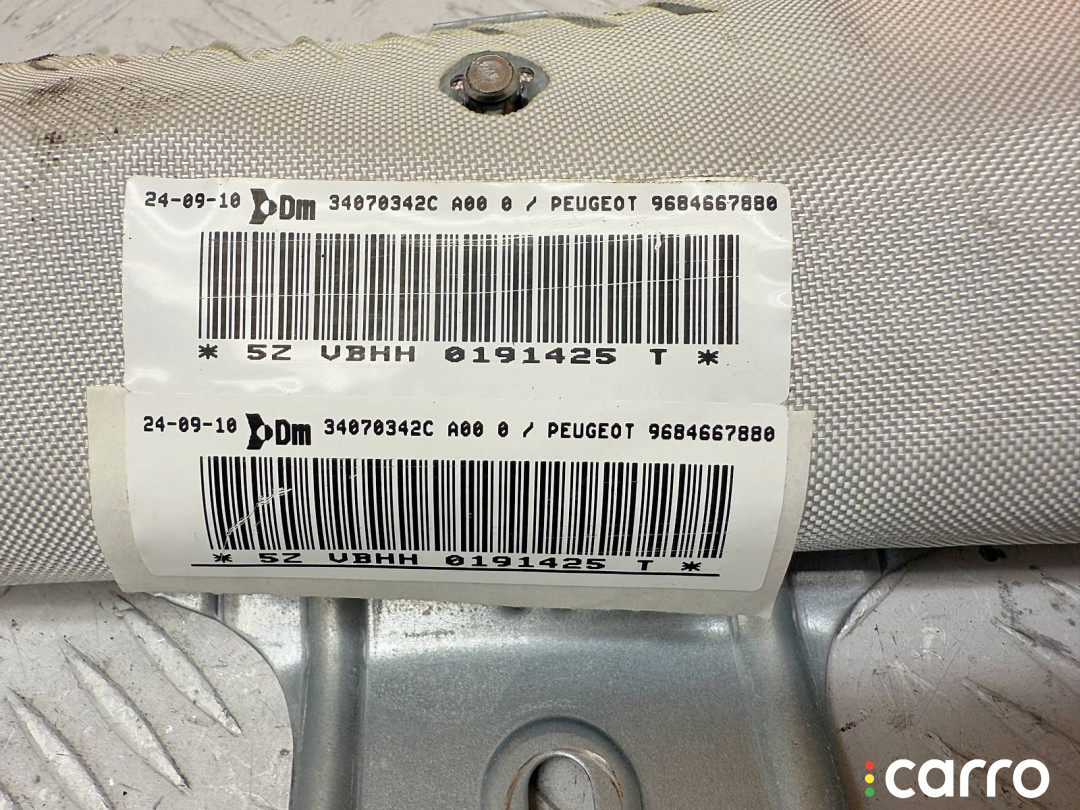 24-09-10 Dm 34070342C A00 0 / PEUGEOT 9684667880
* 5Z VBHH 0191425 T *
24-09-10 Dm 34070342C A00 0 / PEUGEOT 9684667880
* 5Z VBHH 0191425 T *
carro